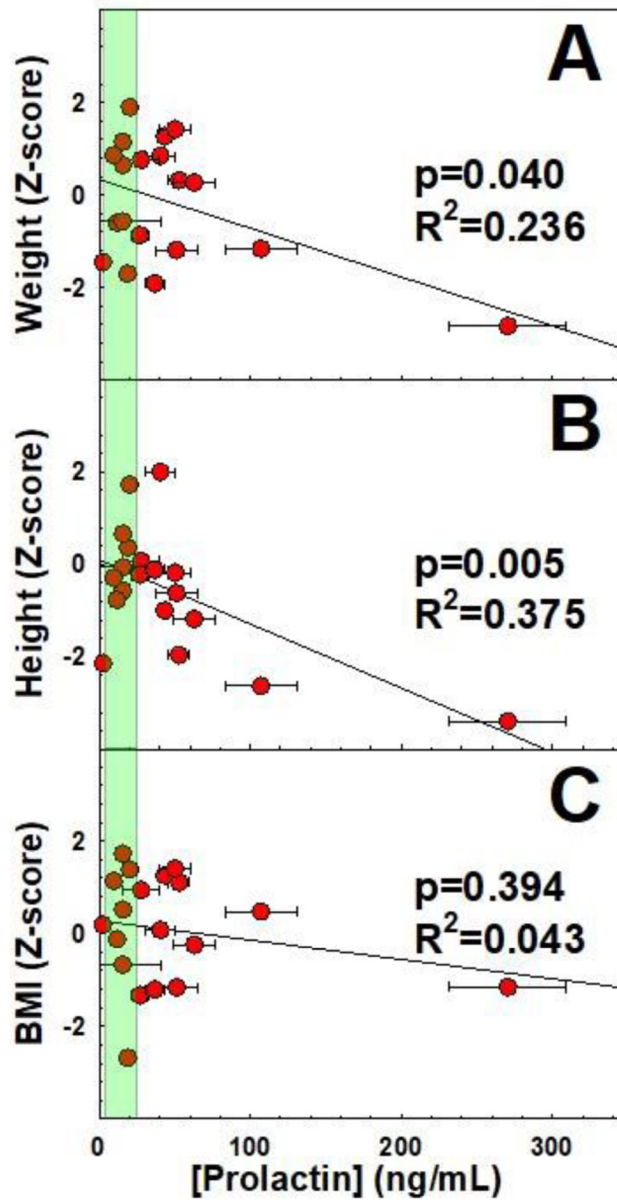 A
Weight (Z-score)
2
0
-2
p=0.040
R²=0.236
B
Height (Z-score)
2
0
-2
p=0.005
R²=0.375
C
BMI (Z-score)
2
0
-2
p=0.394
R²=0.043
0 100 200 300
[Prolactin] (ng/mL)